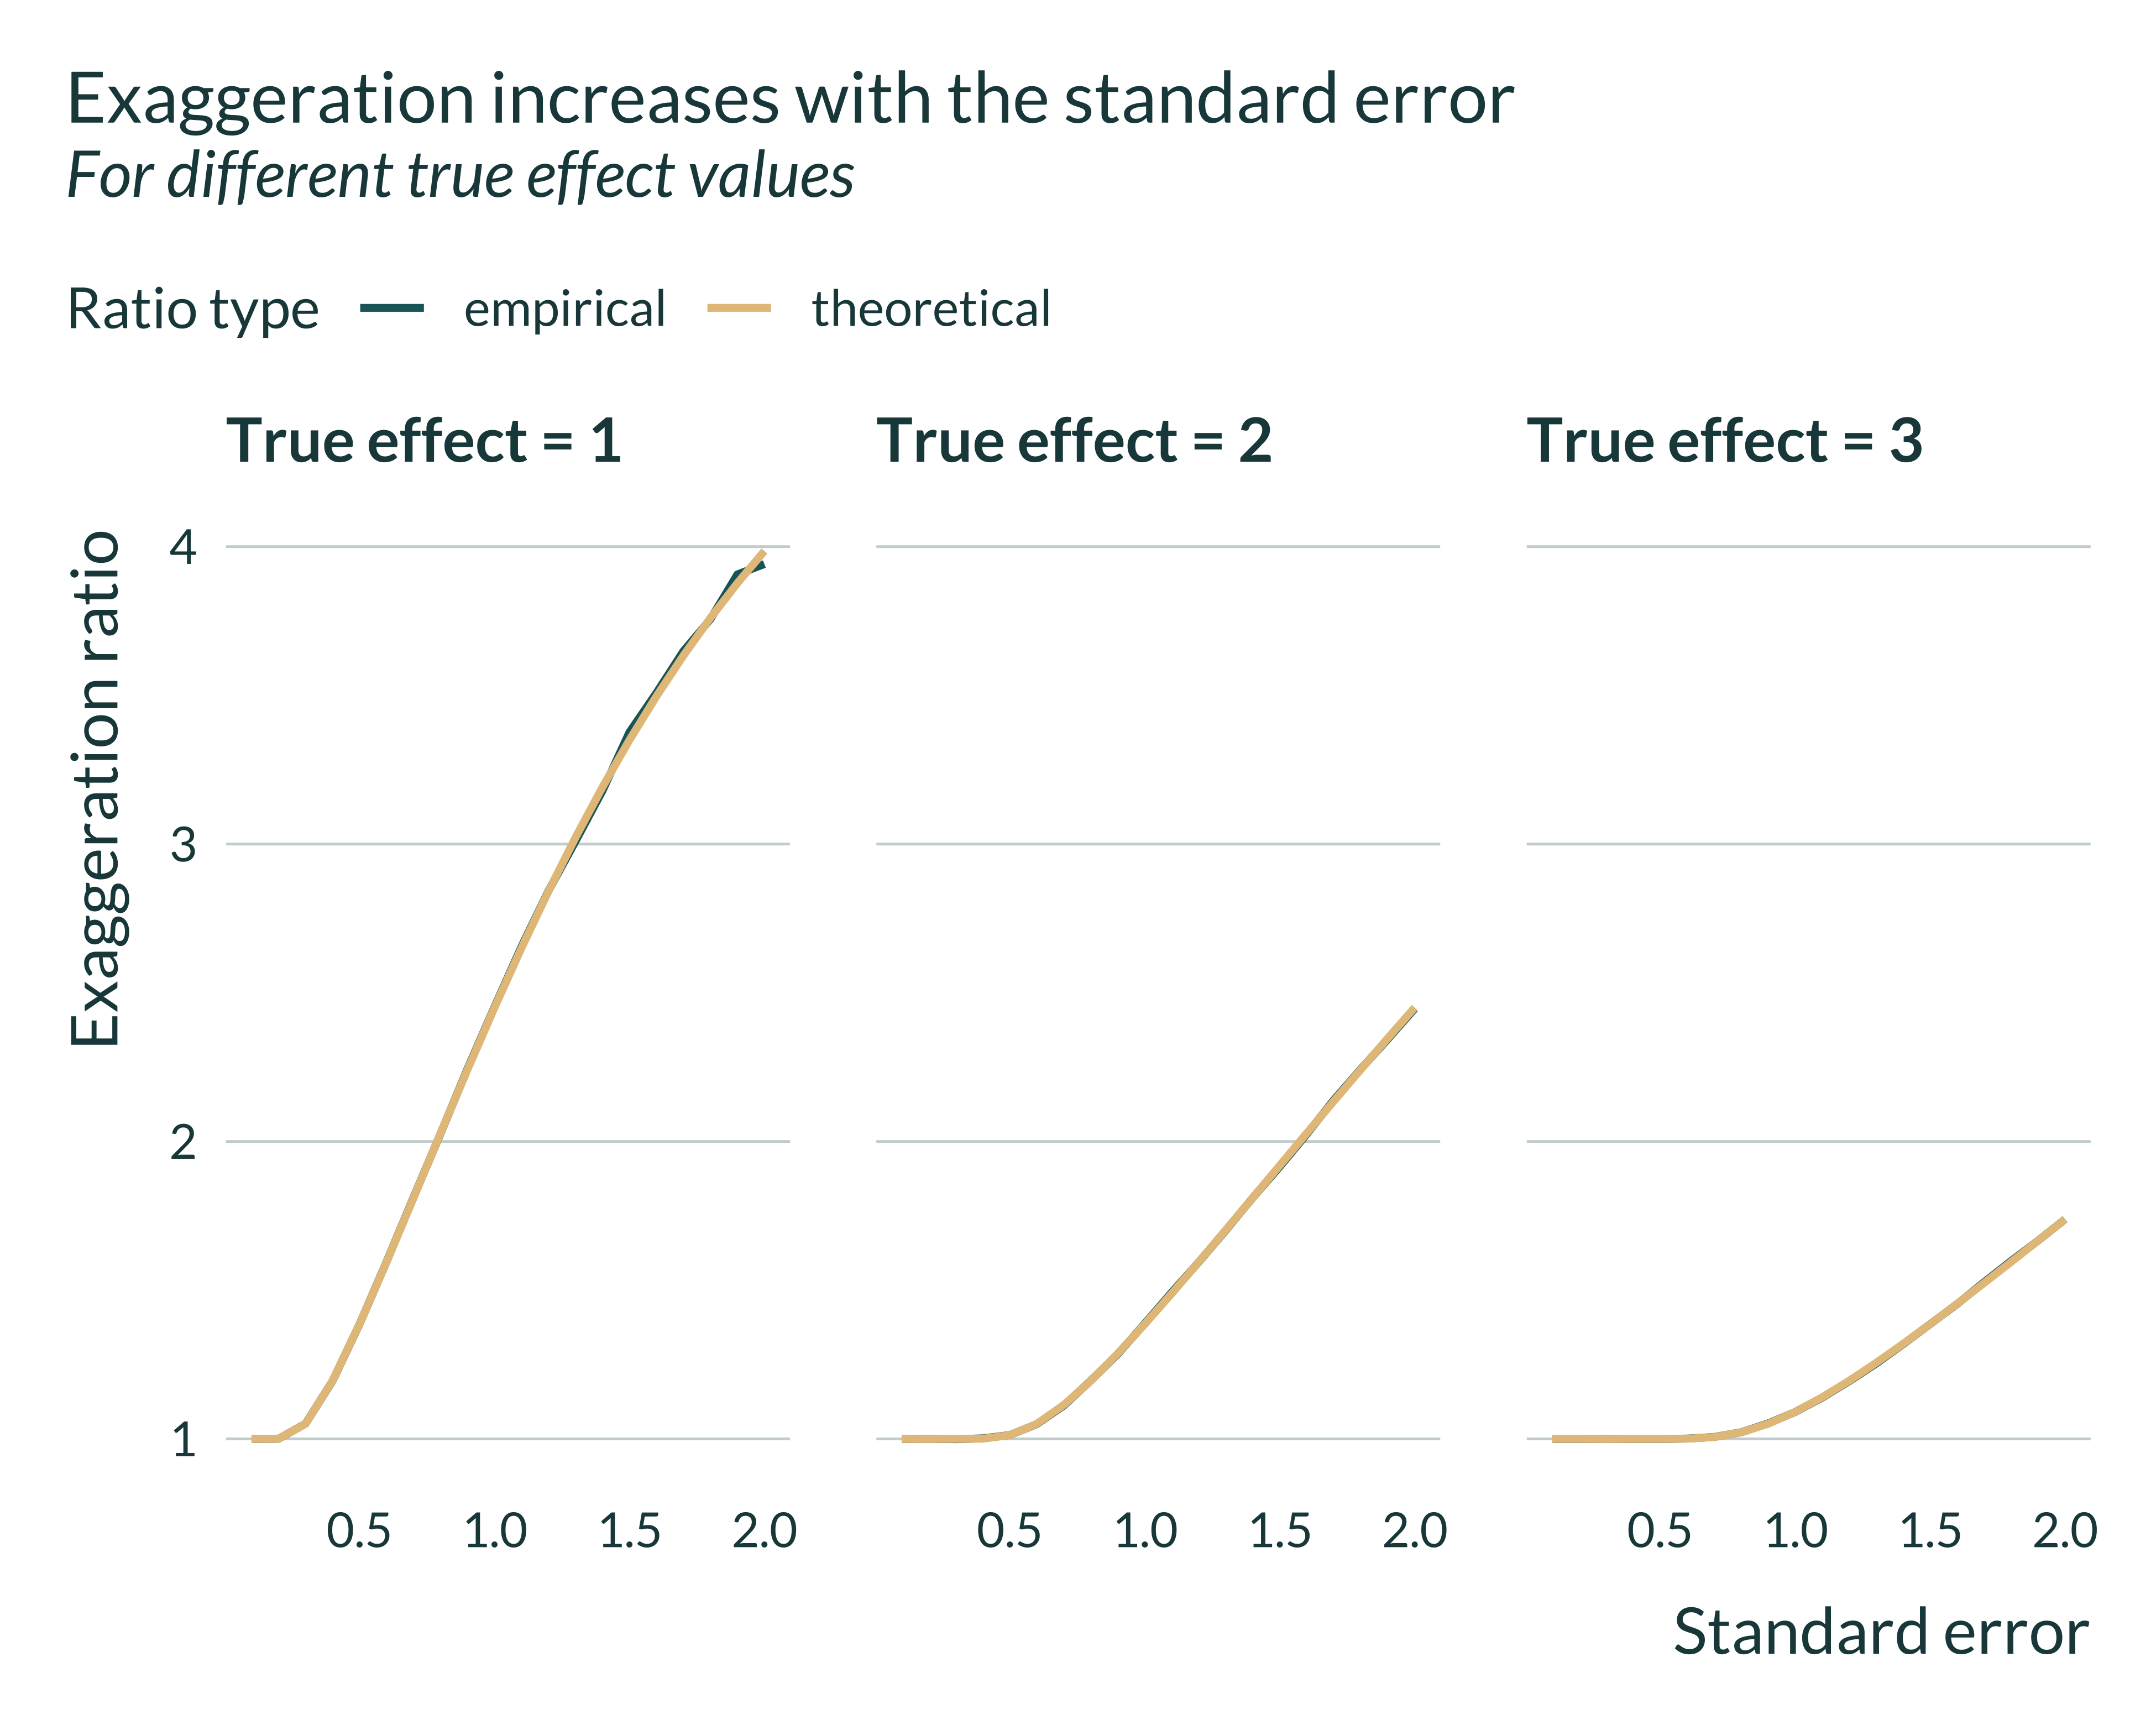 Exaggeration increases with the standard error
For different true effect values
Ratio type empirical theoretical
True effect = 1 True effect = 2 True effect = 3
Exaggeration ratio
4
3
2
1
0.5 1.0 1.5 2.0 0.5 1.0 1.5 2.0 0.5 1.0 1.5 2.0
Standard error